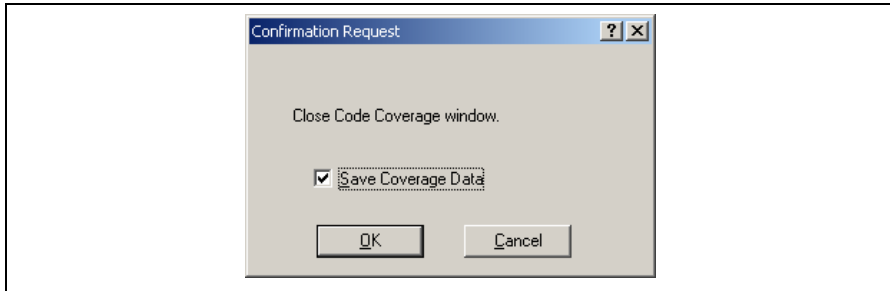 Confirmation Request
Close Code Coverage window.
Save Coverage Data
OK
Cancel